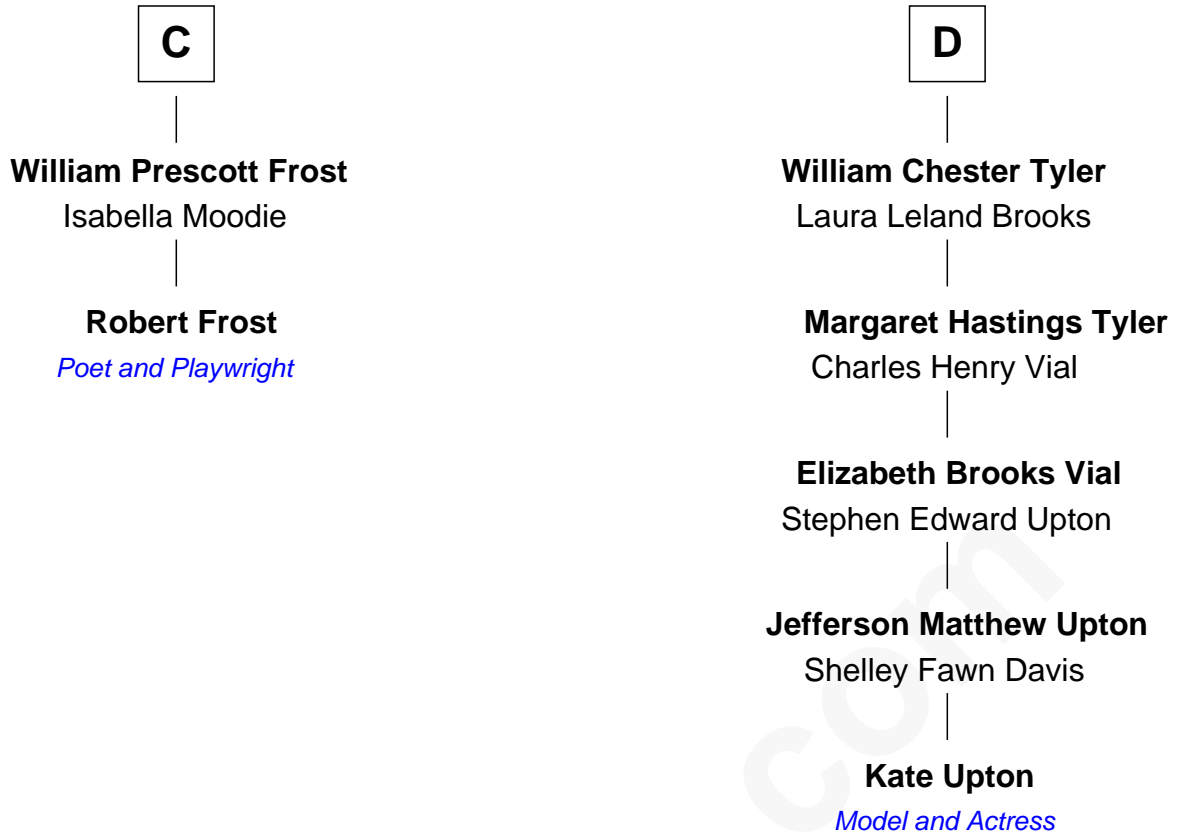 C
William Prescott Frost
Isabella Moodie
Robert Frost
Poet and Playwright
D
William Chester Tyler
Laura Leland Brooks
Margaret Hastings Tyler
Charles Henry Vial
Elizabeth Brooks Vial
Stephen Edward Upton
Jefferson Matthew Upton
Shelley Fawn Davis
Kate Upton
Model and Actress
com